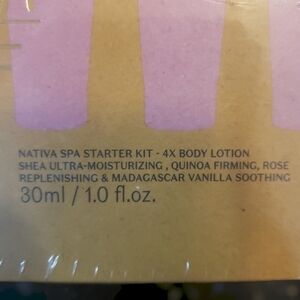 NATIVA SPA STARTER KIT - 4X BODY LOTION
SHEA ULTRA-MOISTURIZING , QUINOA FIRMING, ROSE
REPLENISHING & MADAGASCAR VANILLA SOOTHING
30ml / 1.0 fl.oz.